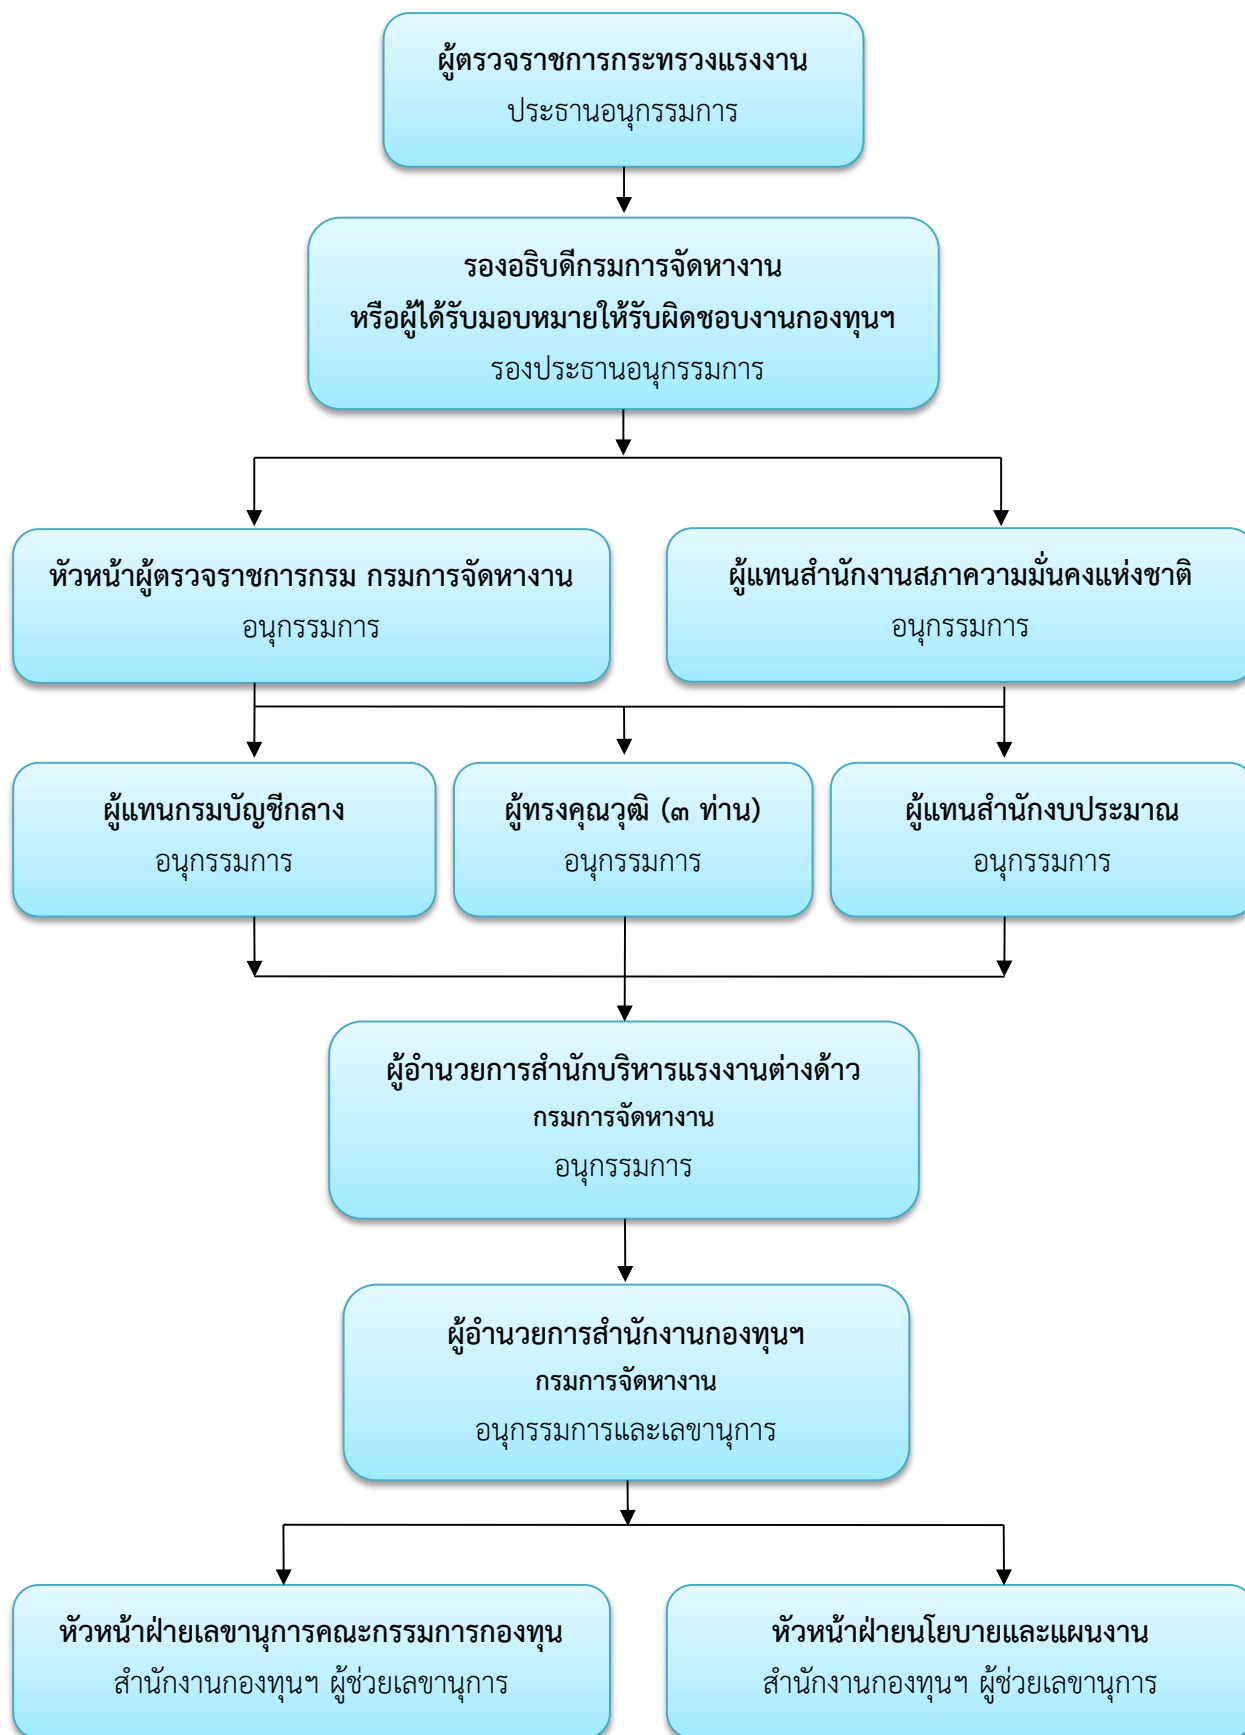 ผู้ตรวจราชการกระทรวงแรงงาน
ประธานอนุกรรมการ
รองอธิบดีกรมการจัดหางาน
หรือผู้ได้รับมอบหมายให้รับผิดชอบงานกองทุนฯ
รองประธานอนุกรรมการ
หัวหน้าผู้ตรวจราชการกรม กรมการจัดหางาน
อนุกรรมการ
ผู้แทนสำนักงานสภาความมั่นคงแห่งชาติ
อนุกรรมการ
ผู้แทนกรมบัญชีกลาง
อนุกรรมการ
ผู้ทรงคุณวุฒิ (๓ ท่าน)
อนุกรรมการ
ผู้แทนสำนักงบประมาณ
อนุกรรมการ
ผู้อำนวยการสำนักบริหารแรงงานต่างด้าว
กรมการจัดหางาน
อนุกรรมการ
ผู้อำนวยการสำนักงานกองทุนฯ
กรมการจัดหางาน
อนุกรรมการและเลขานุการ
หัวหน้าฝ่ายเลขานุการคณะกรรมการกองทุน
สำนักงานกองทุนฯ ผู้ช่วยเลขานุการ
หัวหน้าฝ่ายนโยบายและแผนงาน
สำนักงานกองทุนฯ ผู้ช่วยเลขานุการ